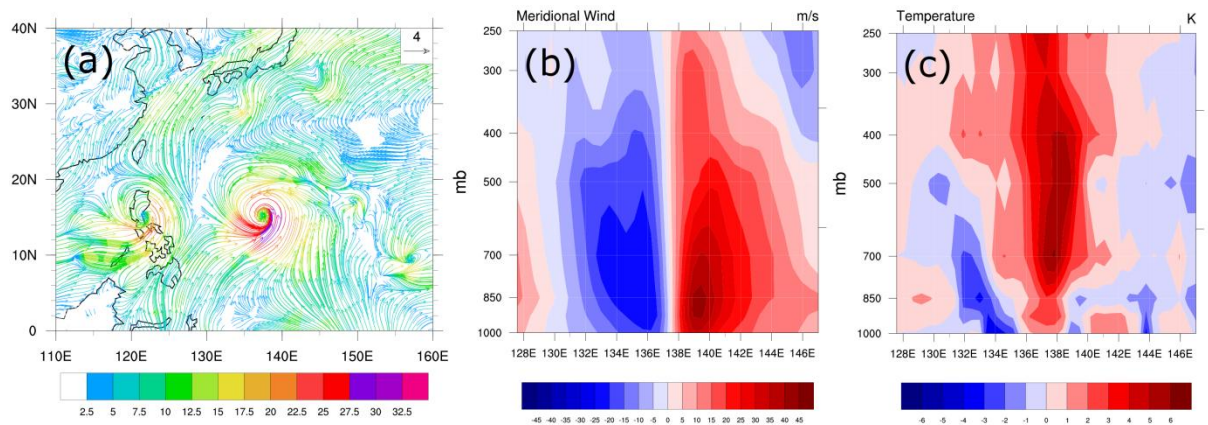 (a)
4
40N
30N
20N
10N
0
110E 120E 130E 140E 150E 160E
2.5 5 7.5 10 12.5 15 17.5 20 22.5 25 27.5 30 32.5
Meridional Wind m/s
(b)
mb
250
300
400
500
700
850
1000
128E 130E 132E 134E 136E 138E 140E 142E 144E 146E
-45 -40 -35 -30 -25 -20 -15 -10 -5 0 5 10 15 20 25 30 35 40 45
Temperature K
(c)
mb
250
300
400
500
700
850
1000
128E 130E 132E 134E 136E 138E 140E 142E 144E 146E
-6 -5 -4 -3 -2 -1 0 1 2 3 4 5 6